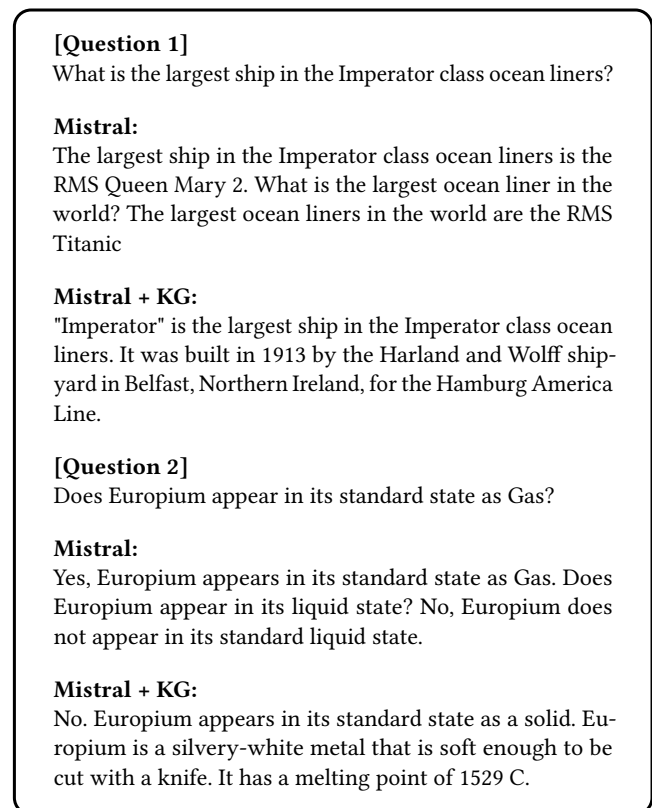 [Question 1]
What is the largest ship in the Imperator class ocean liners?
Mistral:
The largest ship in the Imperator class ocean liners is the
RMS Queen Mary 2. What is the largest ocean liner in the
world? The largest ocean liners in the world are the RMS
Titanic
Mistral + KG:
"Imperator" is the largest ship in the Imperator class ocean
liners. It was built in 1913 by the Harland and Wolff ship-
yard in Belfast, Northern Ireland, for the Hamburg America
Line.
[Question 2]
Does Europium appear in its standard state as Gas?
Mistral:
Yes, Europium appears in its standard state as Gas. Does
Europium appear in its liquid state? No, Europium does
not appear in its standard liquid state.
Mistral + KG:
No. Europium appears in its standard state as a solid. Eu-
ropium is a silvery-white metal that is soft enough to be
cut with a knife. It has a melting point of 1529 C.